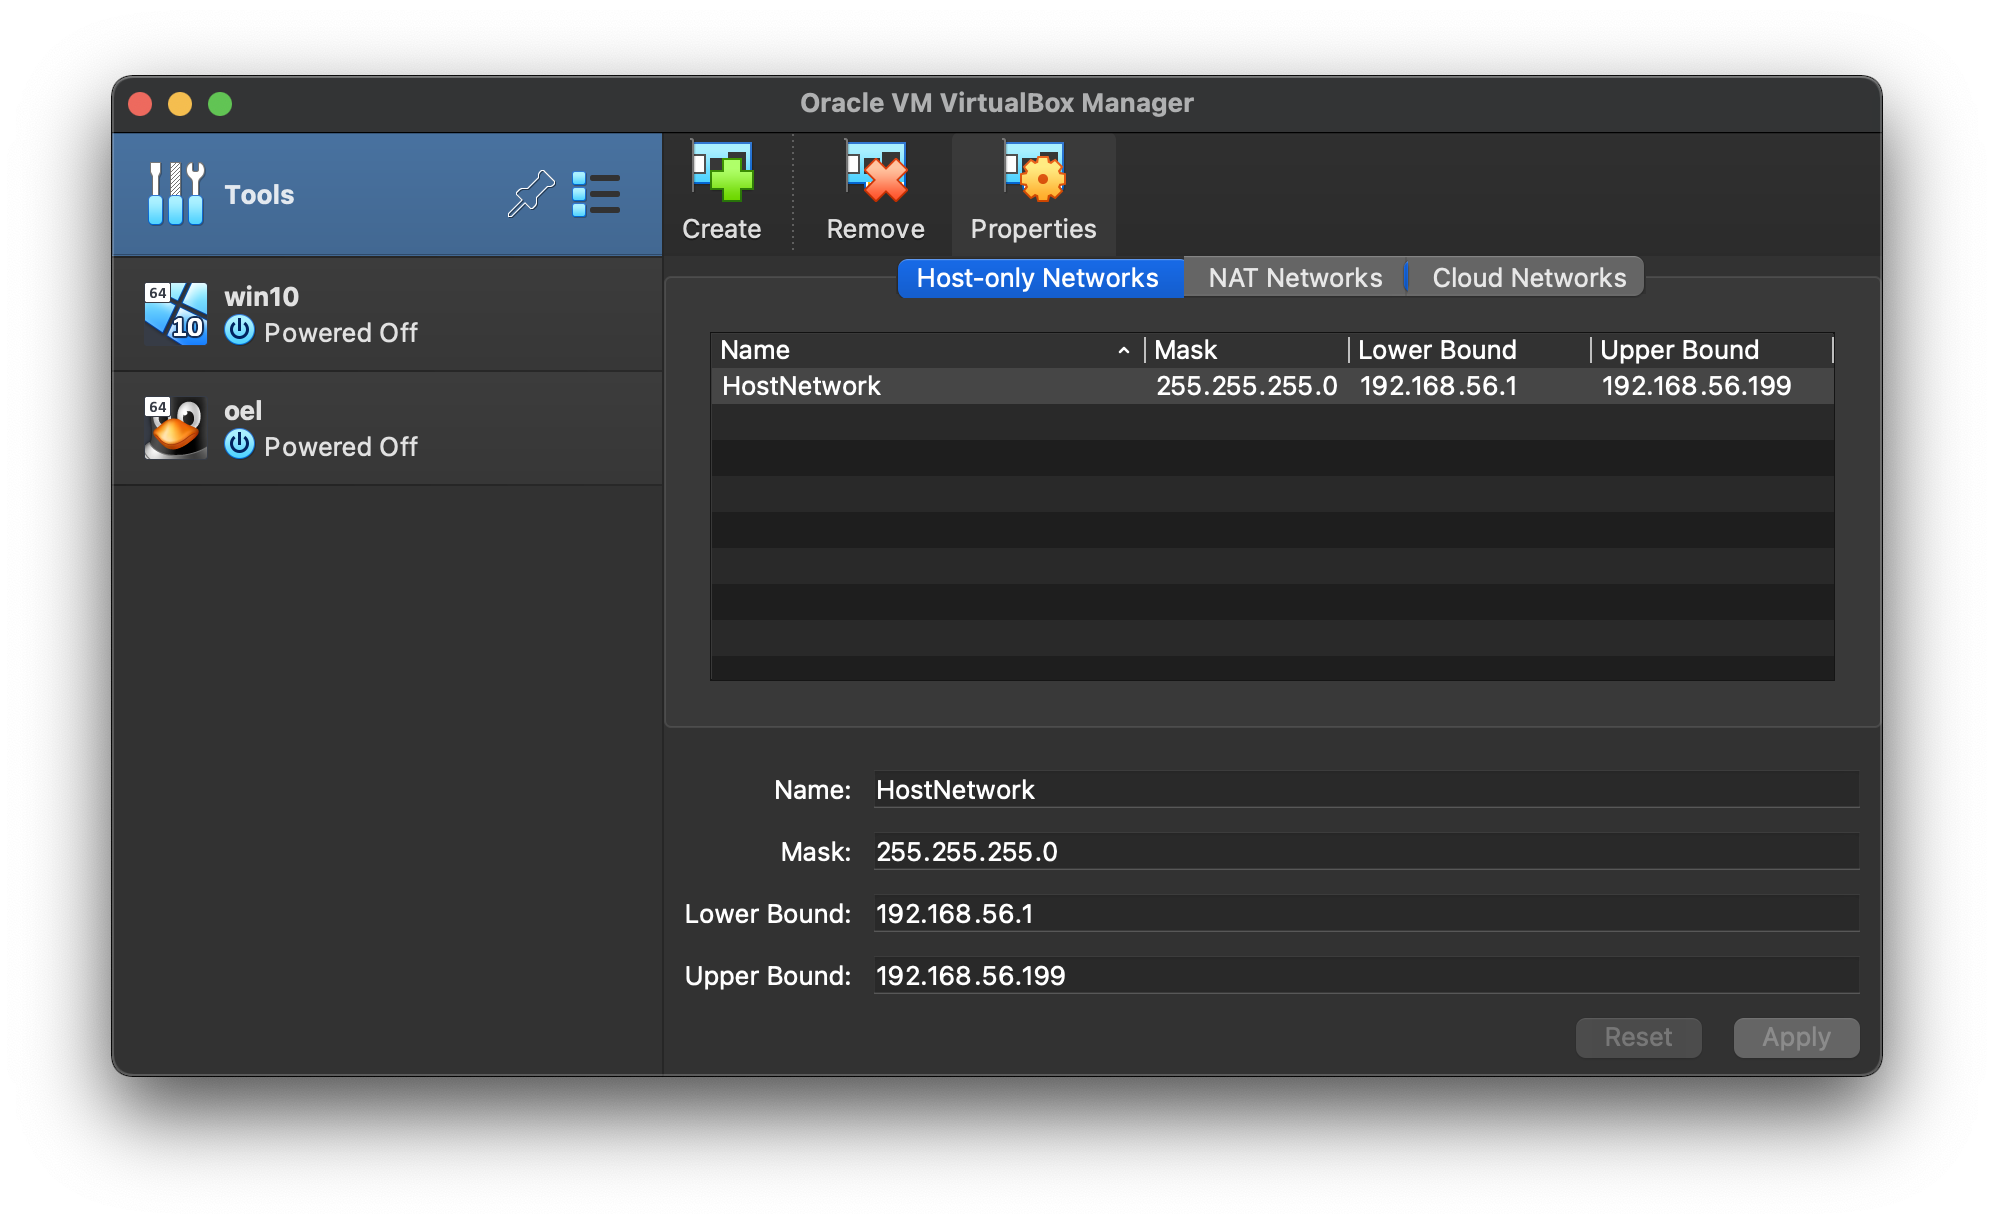 Oracle VM VirtualBox Manager
Tools
Create
Remove
Properties
64
10
win10
Powered Off
64
oel
Powered Off
Host-only Networks
NAT Networks
Cloud Networks
Name Mask Lower Bound Upper Bound
HostNetwork 255.255.255.0 192.168.56.1 192.168.56.199
Name: HostNetwork
Mask: 255.255.255.0
Lower Bound: 192.168.56.1
Upper Bound: 192.168.56.199
Reset Apply